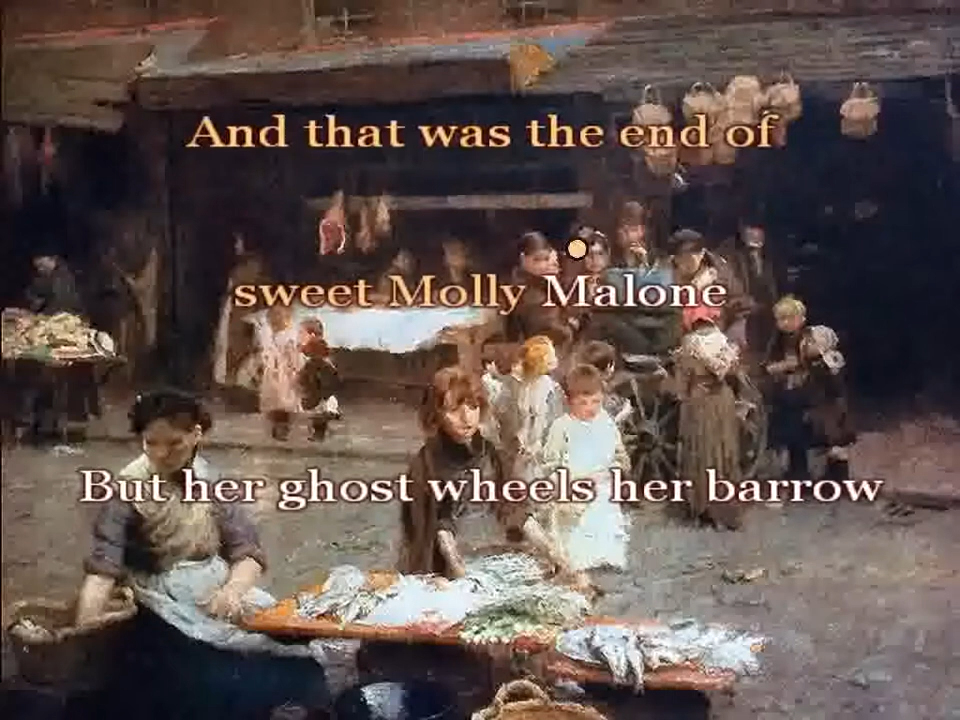 And that was the end of
sweet Molly Malone
But her ghost wheels her barrow